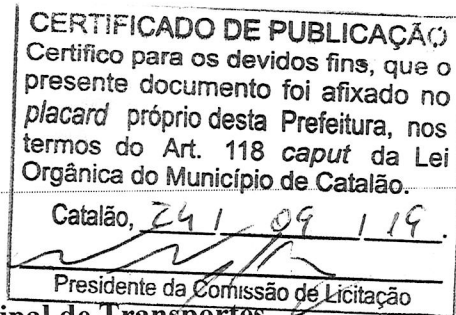 CERTIFICADO DE PUBLICAÇÃO
Certifico para os devidos fins, que o
presente documento foi afixado no
placard próprio desta Prefeitura, nos
termos do Art. 118 caput da Lei
Orgânica do Município de Catalão.
Catalão, 24 / 09 / 19.
Presidente da Comissão de Licitação
de Transportes